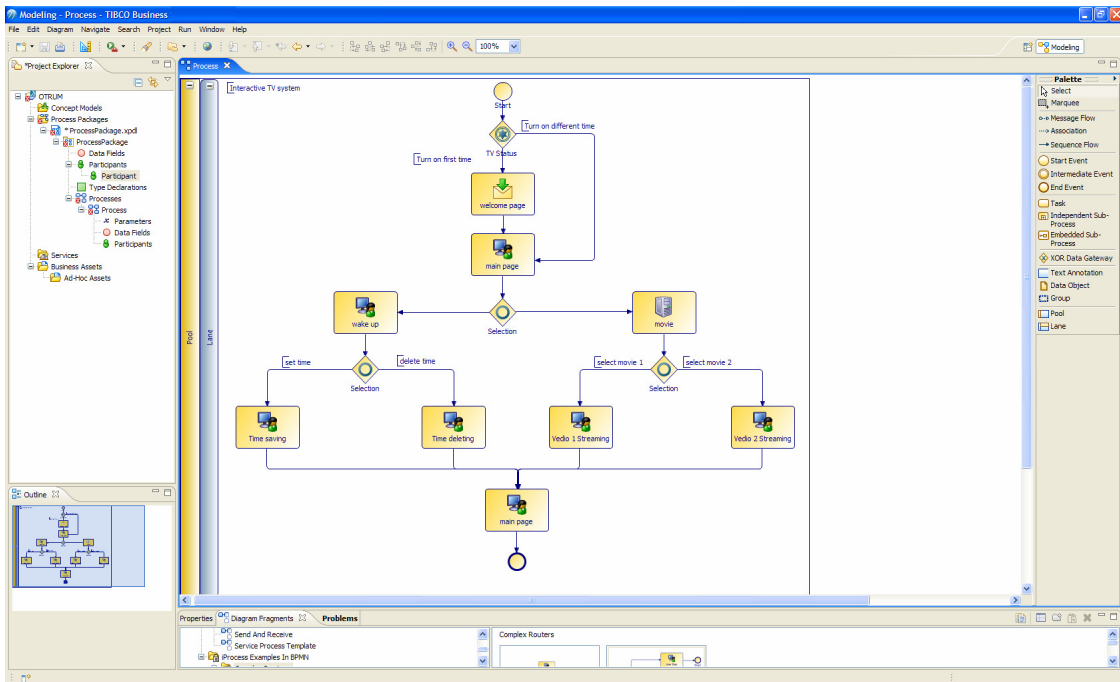 Modeling - Process - TIBCO Business
File Edit Diagram Navigate Search Project Run Window Help
100%
Modeling
*Project Explorer
OTRUM
Concept Models
Process Packages
* ProcessPackage.xpdl
ProcessPackage
Data Fields
Participants
Participant
Type Declarations
Processes
Process
Parameters
Data Fields
Participants
Services
Business Assets
Ad-Hoc Assets
Outline
Process
Pool
Lane
Interactive TV system
Start
Turn on different time
TV Status
Turn on first time
welcome page
main page
wake up
Selection
movie
set time
delete time
select movie 1
select movie 2
Selection
Selection
Time saving
Time deleting
Vedio 1 Streaming
Vedio 2 Streaming
main page
Palette
Select
Marquee
Message Flow
Association
Sequence Flow
Start Event
Intermediate Event
End Event
Task
Independent Sub-
Process
Embedded Sub-
Process
XOR Data Gateway
Text Annotation
Data Object
Group
Pool
Lane
Properties
Diagram Fragments
Problems
Send And Receive
Service Process Template
iProcess Examples In BPMN
Complex Routers